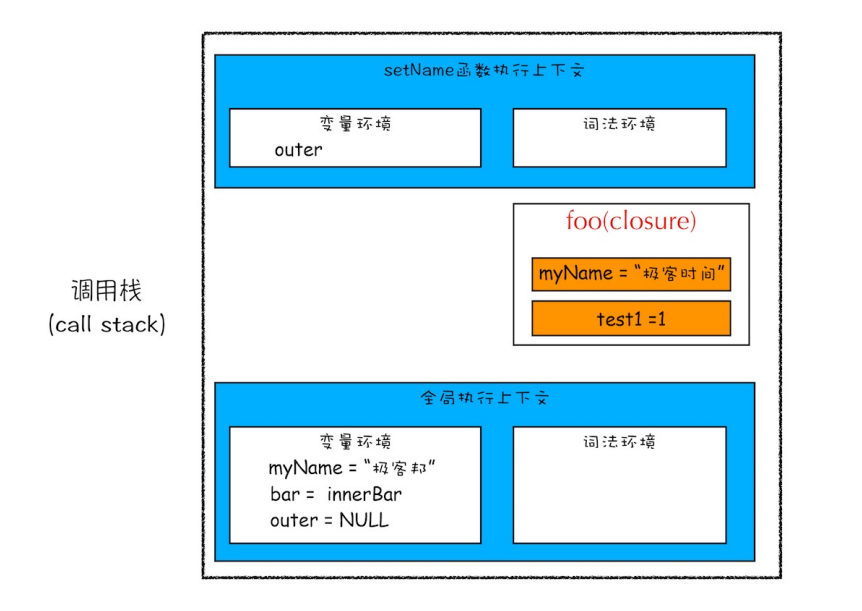 setName函数执行上下文
变量环境
outer
词法环境
foo(closure)
myName = “极客时间”
test1 =1
调用栈
(call stack)
全局执行上下文
变量环境
myName = “极客邦”
bar = innerBar
outer = NULL
词法环境